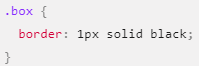 .box {
  border: 1px solid black;
}